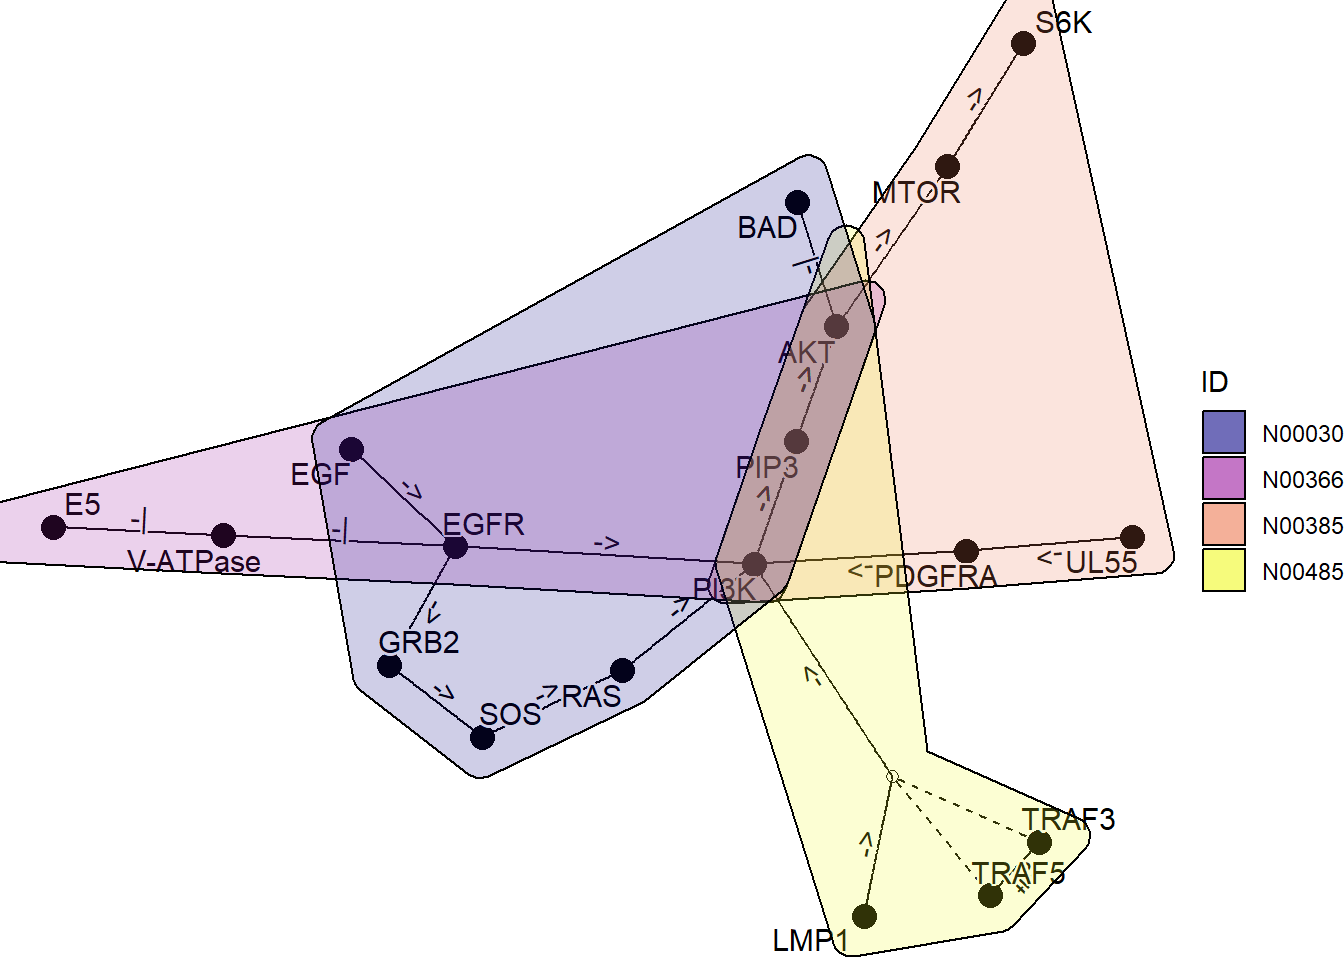 S6K
->
MTOR
BAD
->
-|
AKT
->
ID
N00030
N00366
N00385
N00485
EGF
PIP3
->
->
E5
-|
-|
EGFR
->
V-ATPase
PI3K
->
PDGFRA
->
UL55
->
->
GRB2
->
->
RAS
SOS
->
TRAF3
->
TRAF5
LMP1